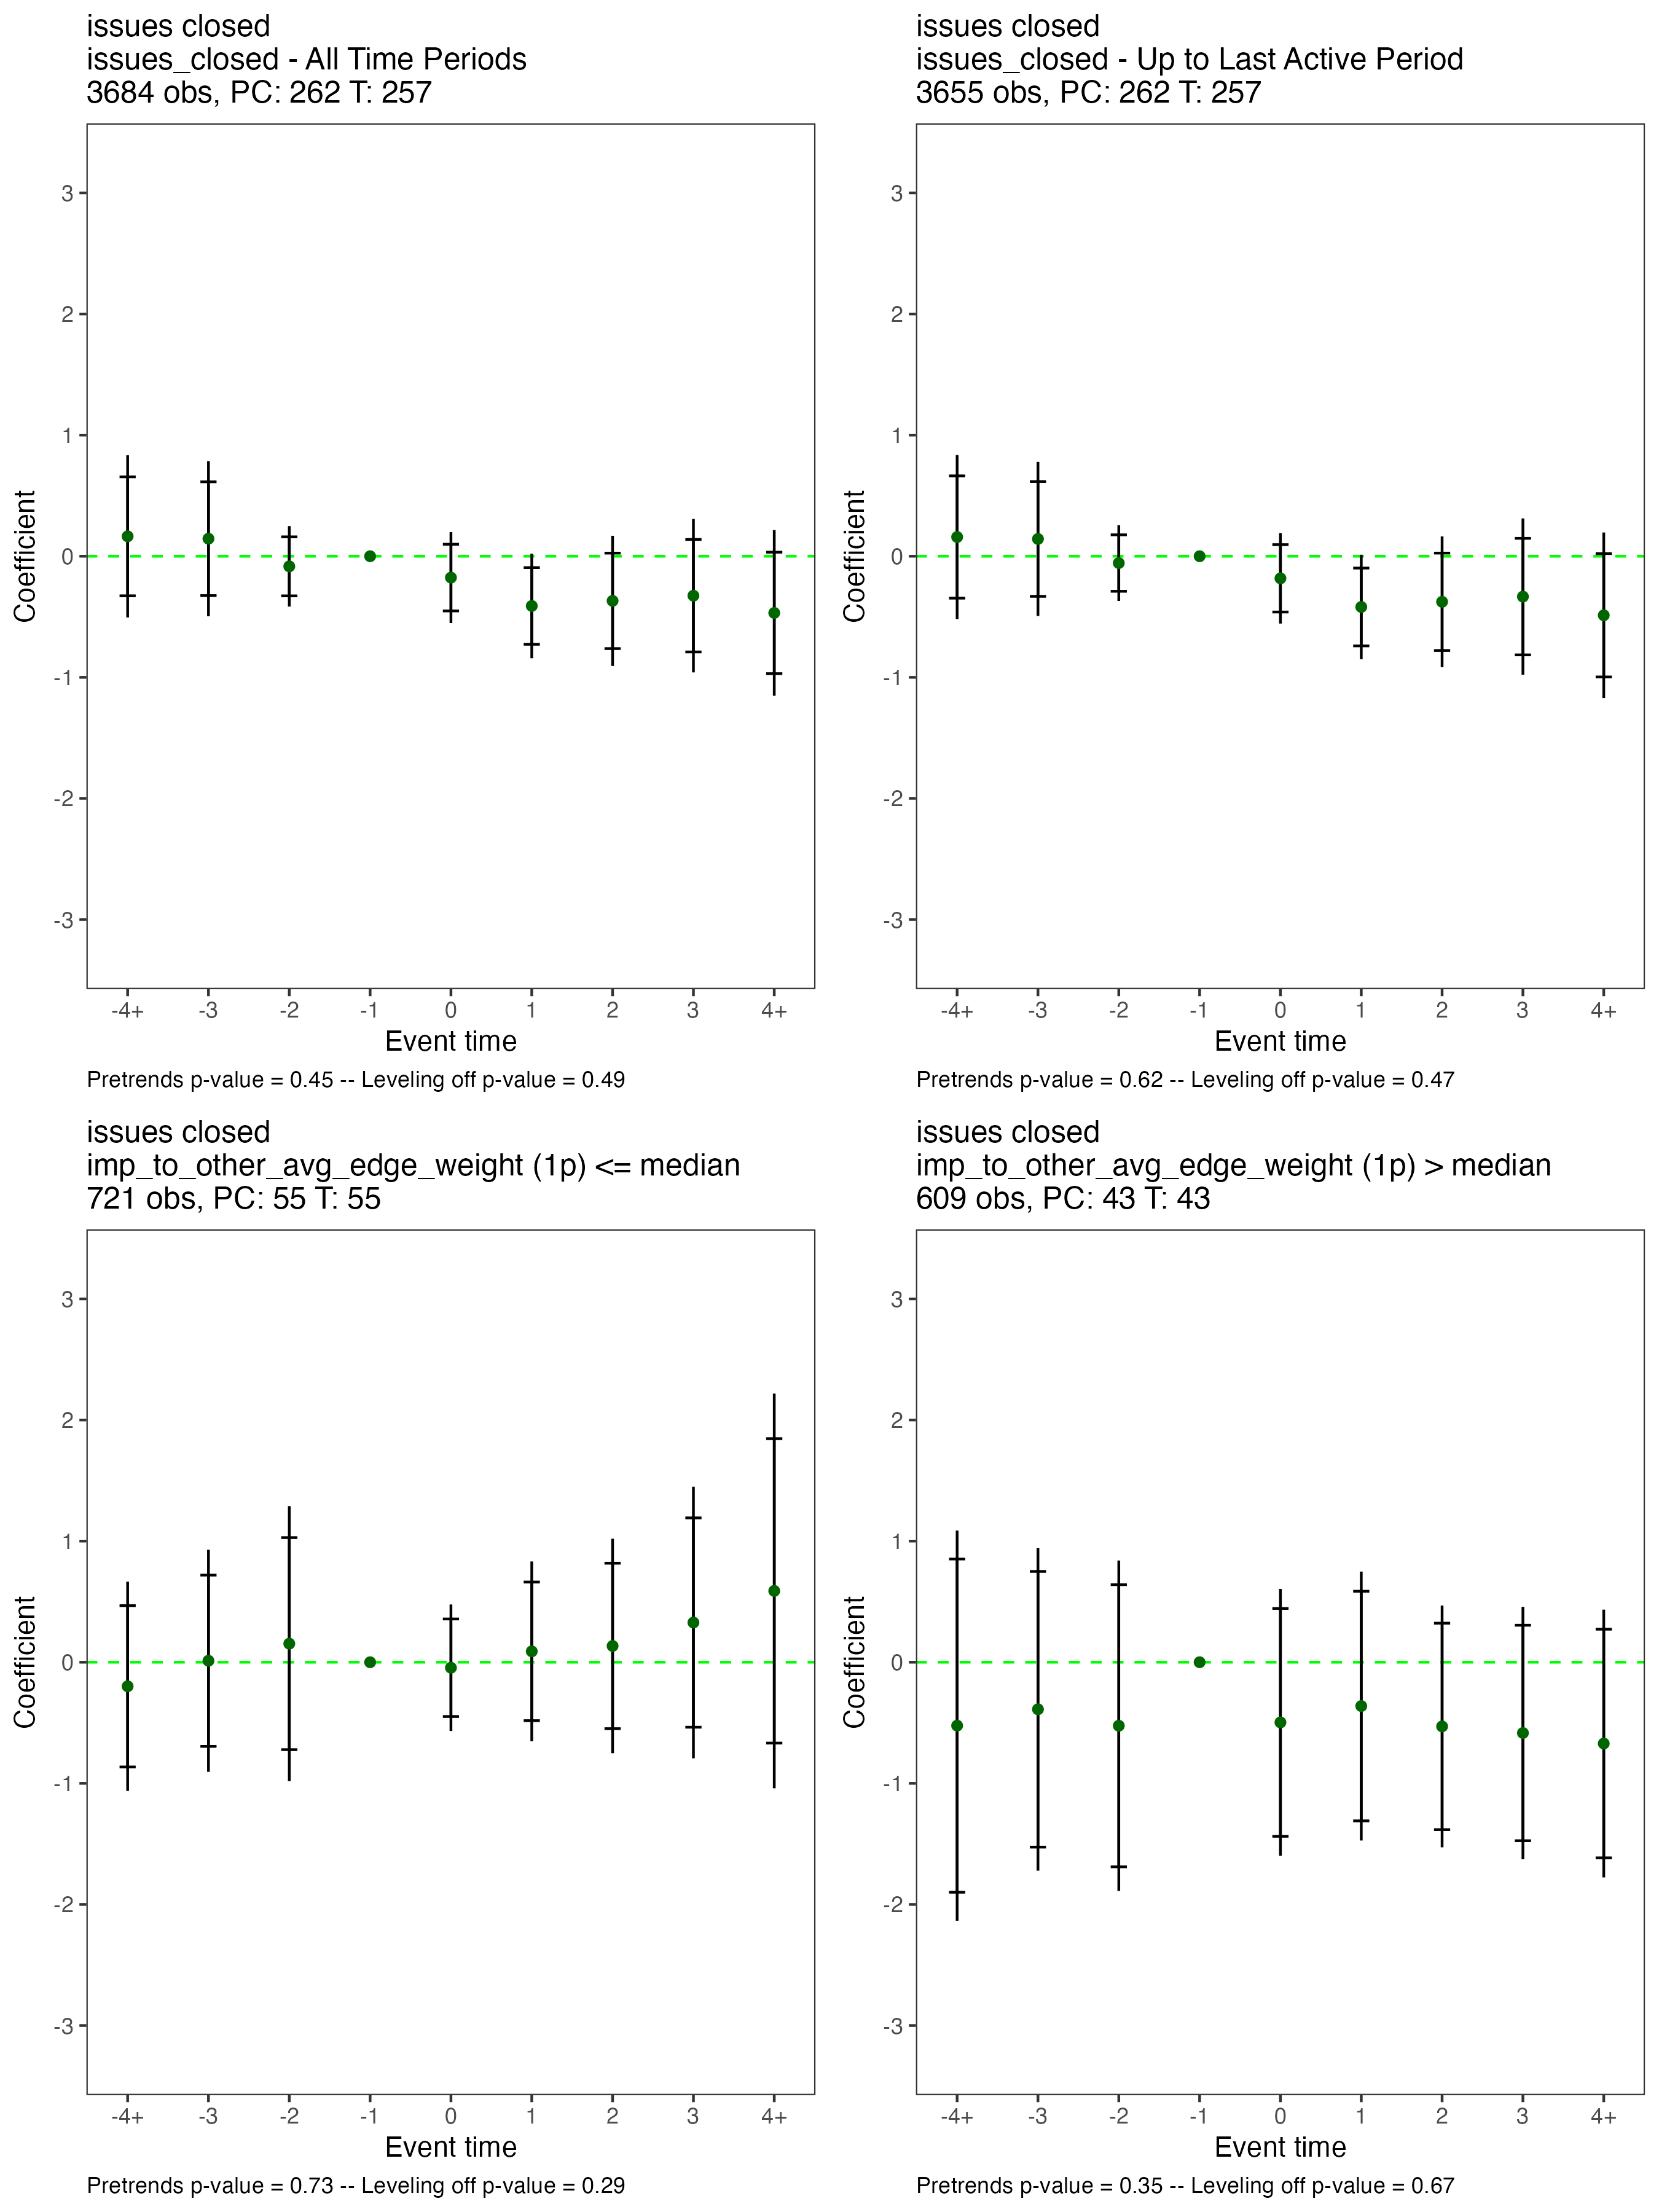 issues closed
issues_closed - All Time Periods
3684 obs, PC: 262 T: 257
3
2
1
0
-1
-2
-3
Coefficient
-4+ -3 -2 -1 0 1 2 3 4+
Event time
Pretrends p-value = 0.45 -- Leveling off p-value = 0.49
issues closed
issues_closed - Up to Last Active Period
3655 obs, PC: 262 T: 257
3
2
1
0
-1
-2
-3
Coefficient
-4+ -3 -2 -1 0 1 2 3 4+
Event time
Pretrends p-value = 0.62 -- Leveling off p-value = 0.47
issues closed
imp_to_other_avg_edge_weight (1p) <= median
721 obs, PC: 55 T: 55
3
2
1
0
-1
-2
-3
Coefficient
-4+ -3 -2 -1 0 1 2 3 4+
Event time
Pretrends p-value = 0.73 -- Leveling off p-value = 0.29
issues closed
imp_to_other_avg_edge_weight (1p) > median
609 obs, PC: 43 T: 43
3
2
1
0
-1
-2
-3
Coefficient
-4+ -3 -2 -1 0 1 2 3 4+
Event time
Pretrends p-value = 0.35 -- Leveling off p-value = 0.67